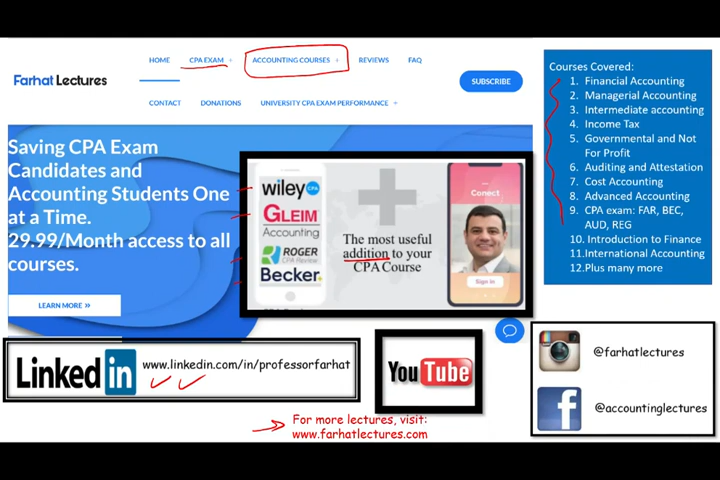 HOME
CPA EXAM +
ACCOUNTING COURSES +
REVIEWS
FAQ
Farhat Lectures
SUBSCRIBE
CONTACT
DONATIONS
UNIVERSITY CPA EXAM PERFORMANCE +
Saving CPA Exam
Candidates and
Accounting Students One
at a Time.
29.99/Month access to all
courses.
LEARN MORE »
wiley CPA
GLEIM
Accounting
ROGER
CPA Review
Becker.
The most useful
addition to your
CPA Course
Conect
Sign in
Courses Covered:
1. Financial Accounting
2. Managerial Accounting
3. Intermediate accounting
4. Income Tax
5. Governmental and Not
For Profit
6. Auditing and Attestation
7. Cost Accounting
8. Advanced Accounting
9. CPA exam: FAR, BEC,
AUD, REG
10. Introduction to Finance
11.International Accounting
12.Plus many more
Linked in
www.linkedin.com/in/professorfarhat
YouTube
@farhatlectures
@accountinglectures
For more lectures, visit:
www.farhatlectures.com